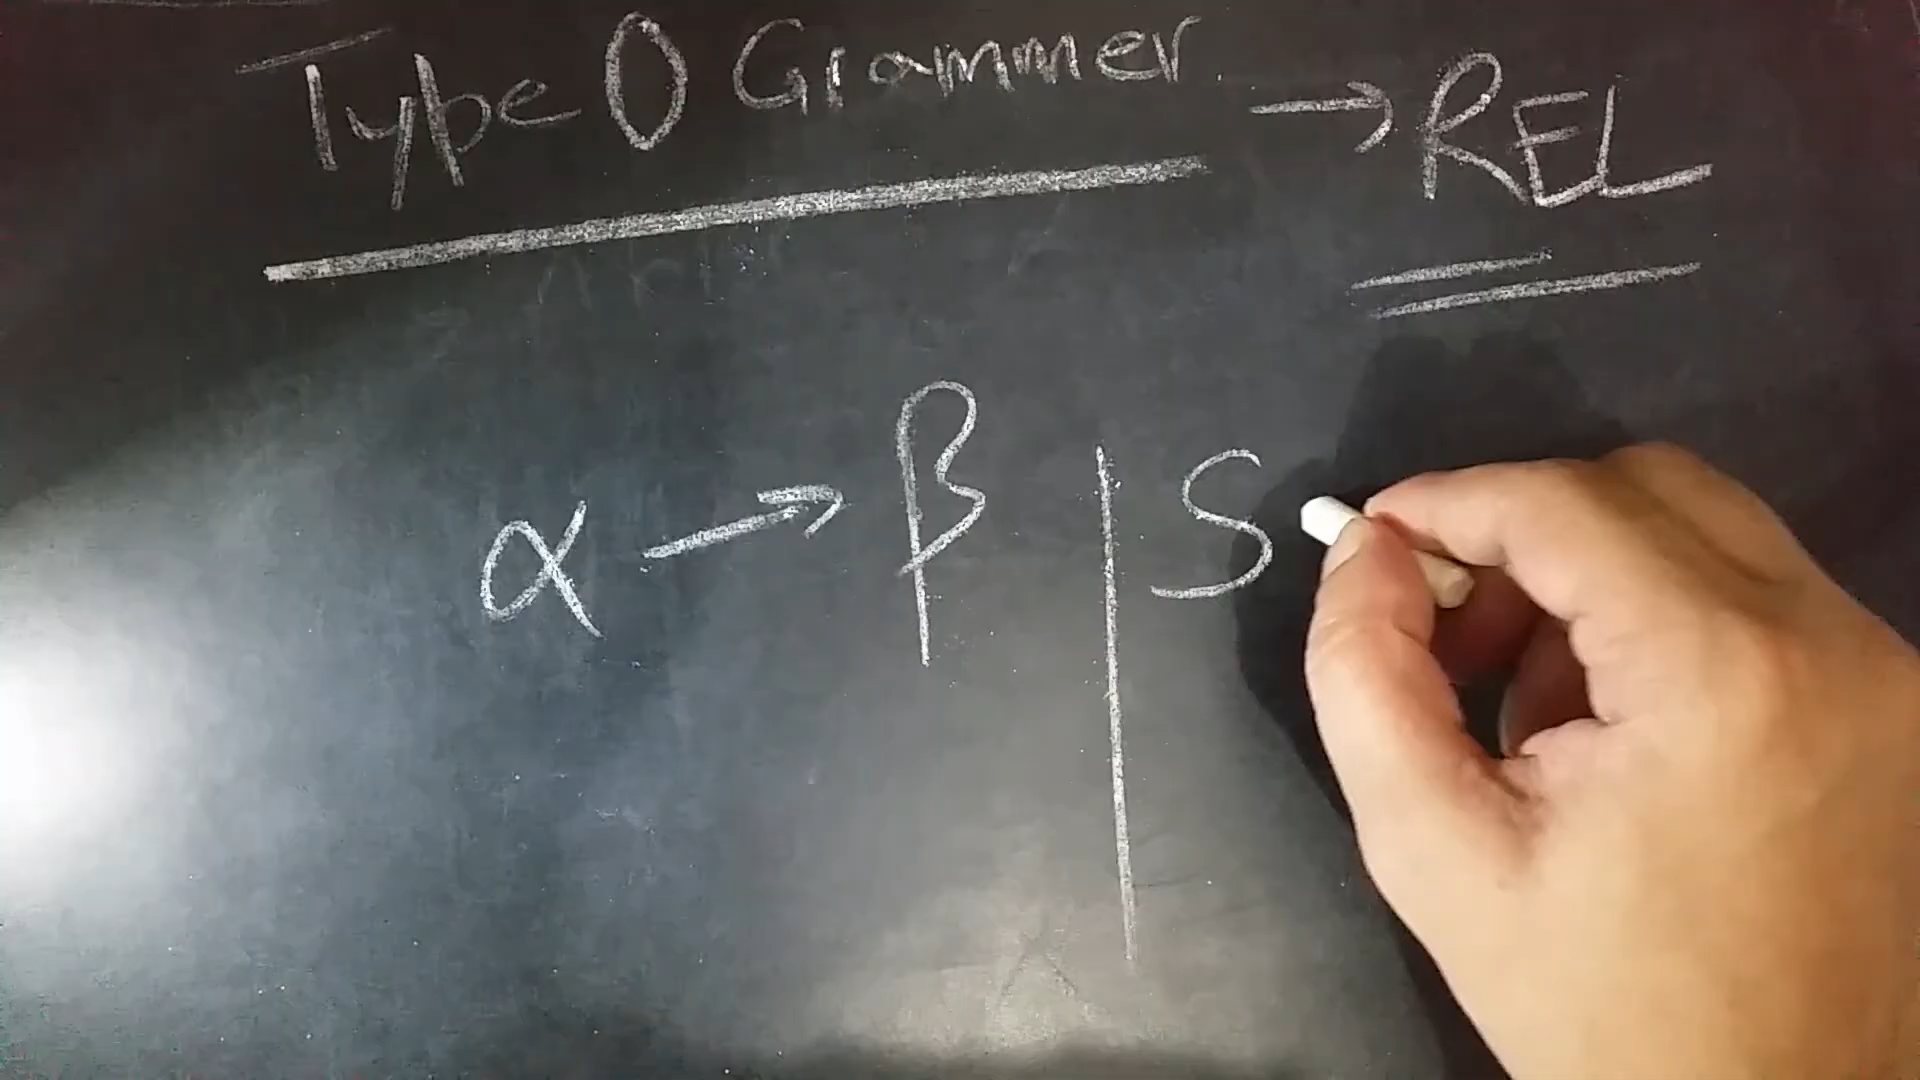 Type 0 Grammer → REL
α → β | S